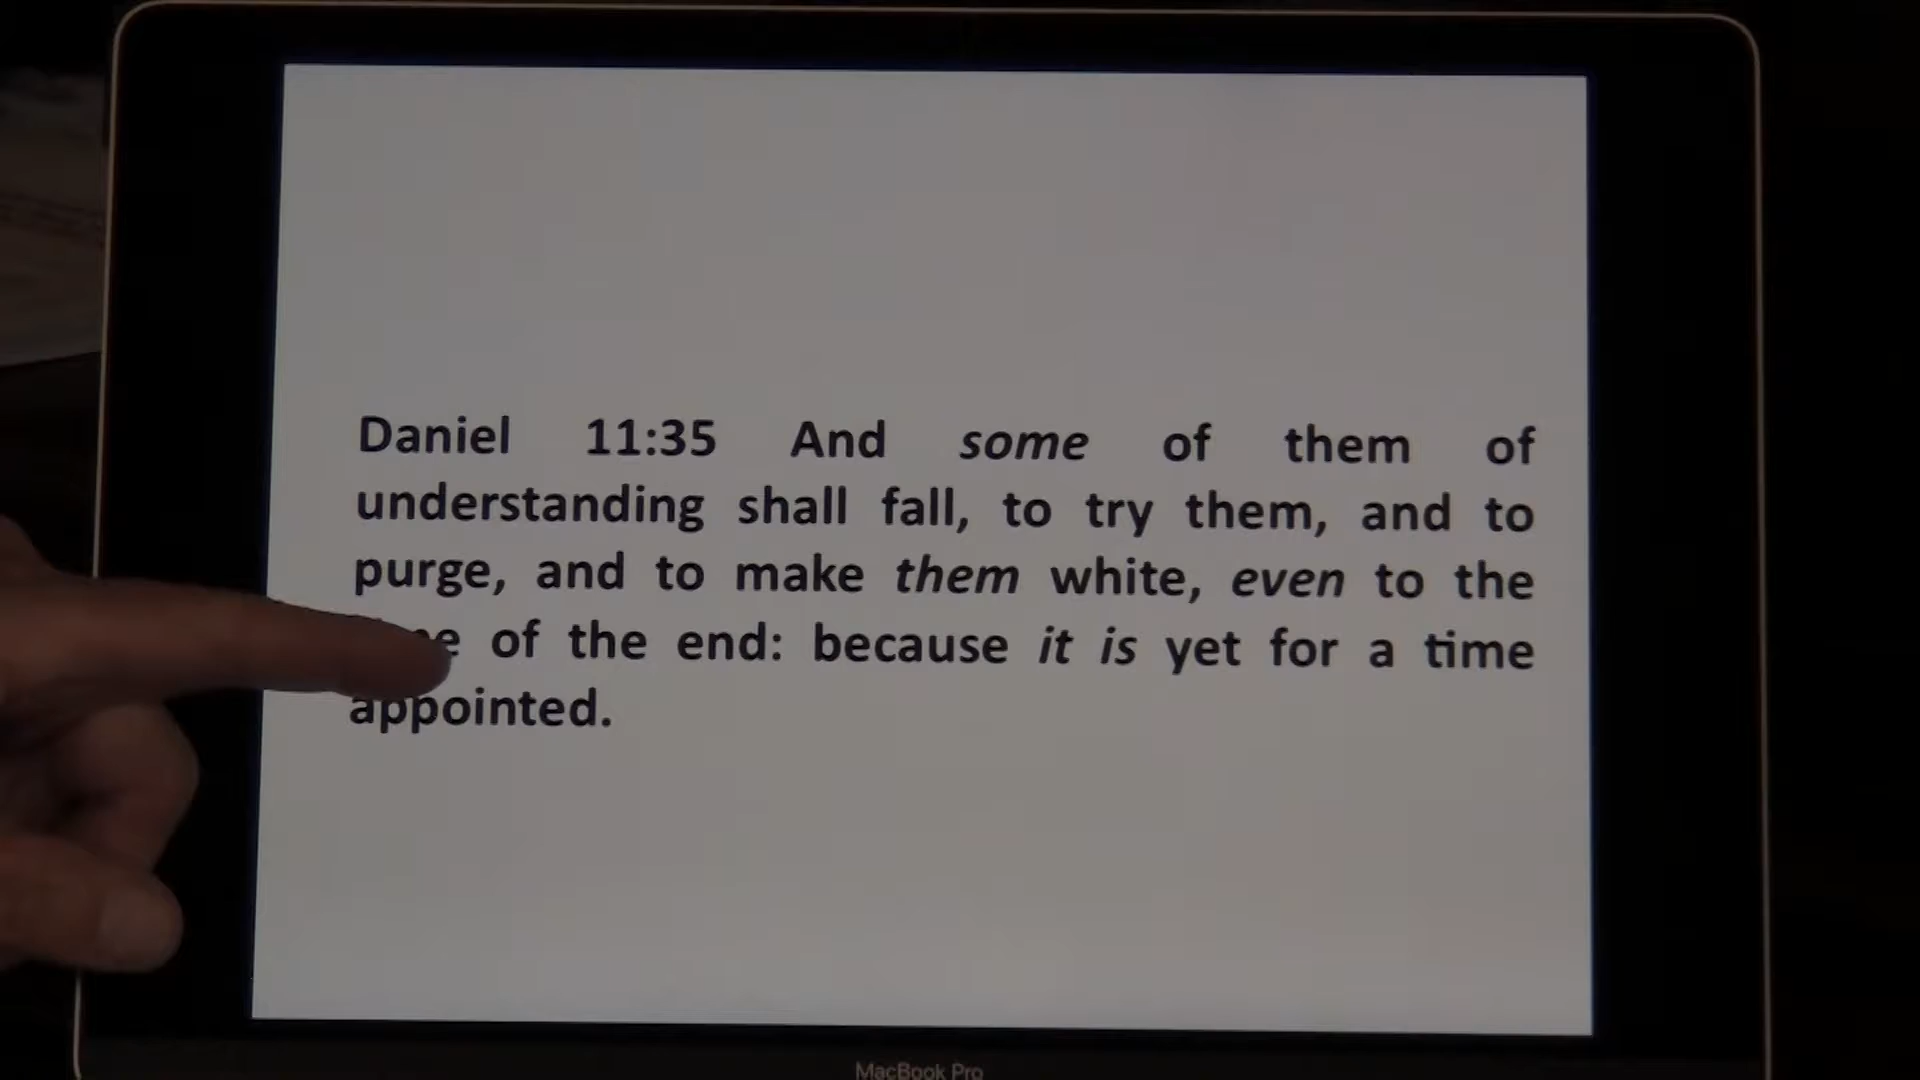 Daniel 11:35 And some of them of
understanding shall fall, to try them, and to
purge, and to make them white, even to the
of the end: because it is yet for a time
appointed.
MacBook Pro